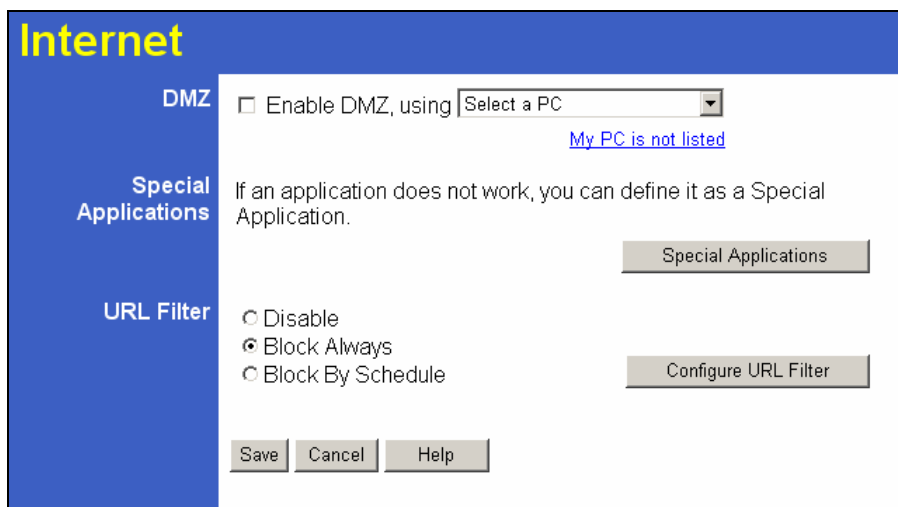 Internet
DMZ
Enable DMZ, using Select a PC
My PC is not listed
Special
Applications
If an application does not work, you can define it as a Special
Application.
Special Applications
URL Filter
Disable
Block Always
Block By Schedule
Configure URL Filter
Save Cancel Help